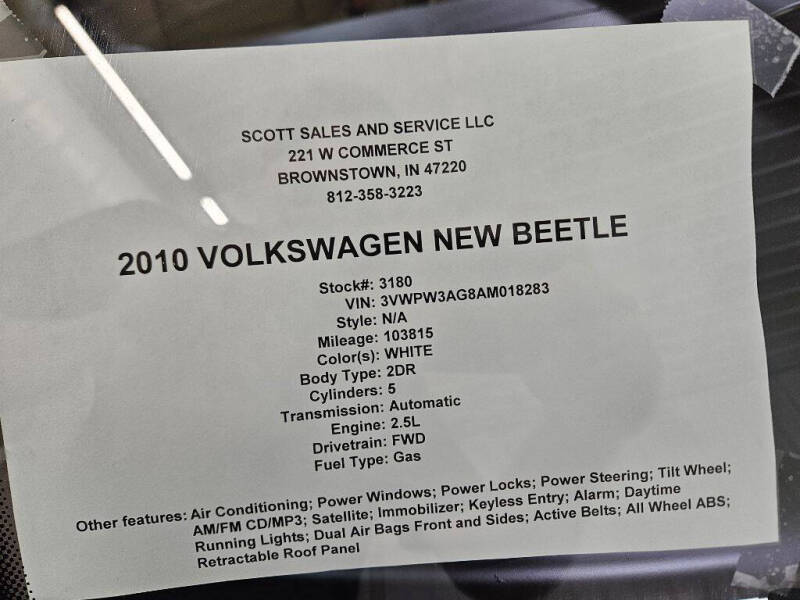 SCOTT SALES AND SERVICE LLC
221 W COMMERCE ST
BROWNSTOWN, IN 47220
812-358-3223
2010 VOLKSWAGEN NEW BEETLE
Stock#: 3180
VIN: 3VWPW3AG8AM018283
Style: N/A
Mileage: 103815
Color(s): WHITE
Body Type: 2DR
Cylinders: 5
Transmission: Automatic
Engine: 2.5L
Drivetrain: FWD
Fuel Type: Gas
Other features: Air Conditioning; Power Windows; Power Locks; Power Steering; Tilt Wheel;
AM/FM CD/MP3; Satellite; Immobilizer; Keyless Entry; Alarm; Daytime
Running Lights; Dual Air Bags Front and Sides; Active Belts; All Wheel ABS;
Retractable Roof Panel